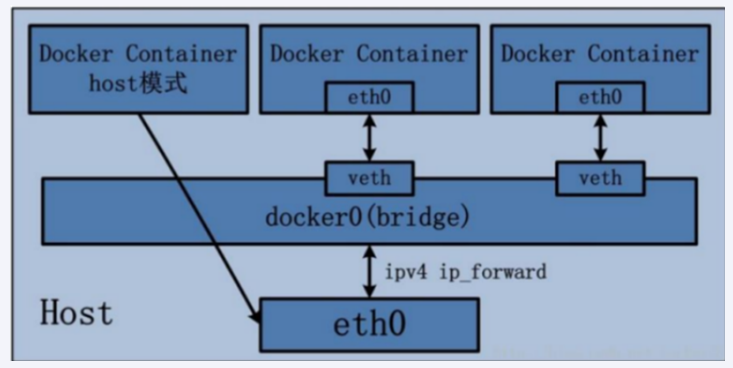 Docker Container
host模式
Docker Container
eth0
Docker Container
eth0
veth
veth
docker0(bridge)
ipv4 ip_forward
Host
eth0